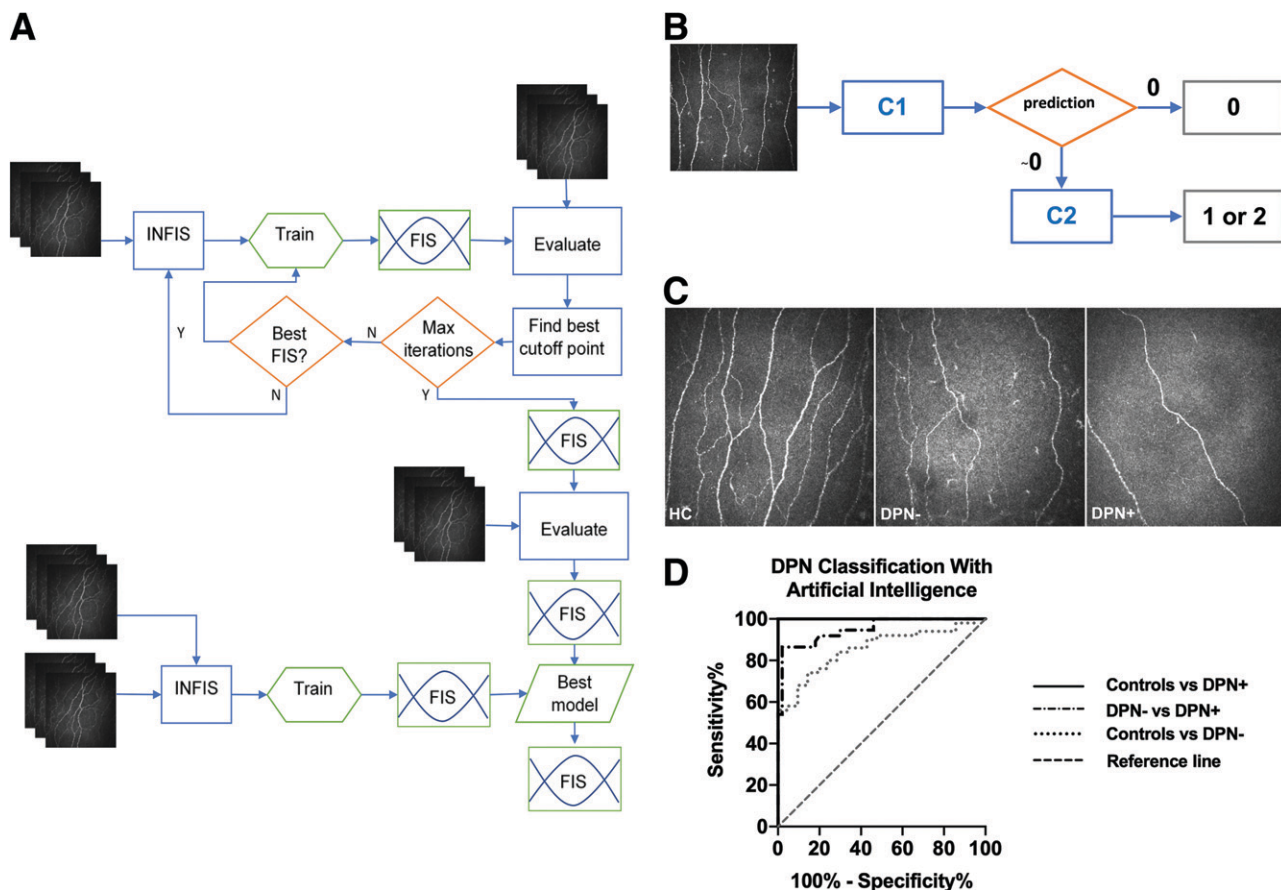 A
INFIS
Train
FIS
Evaluate
Y
Best
FIS?
N
Max
iterations
Find best
cutoff point
N
Y
FIS
Evaluate
FIS
INFIS
Train
FIS
Best
model
FIS
B
C1
prediction
0
0
~0
C2
1 or 2
C
HC
DPN-
DPN+
D
DPN Classification With
Artificial Intelligence
Sensitivity%
100
80
60
40
20
0
0
20
40
60
80
100
100% - Specificity%
Controls vs DPN+
DPN- vs DPN+
Controls vs DPN-
Reference line